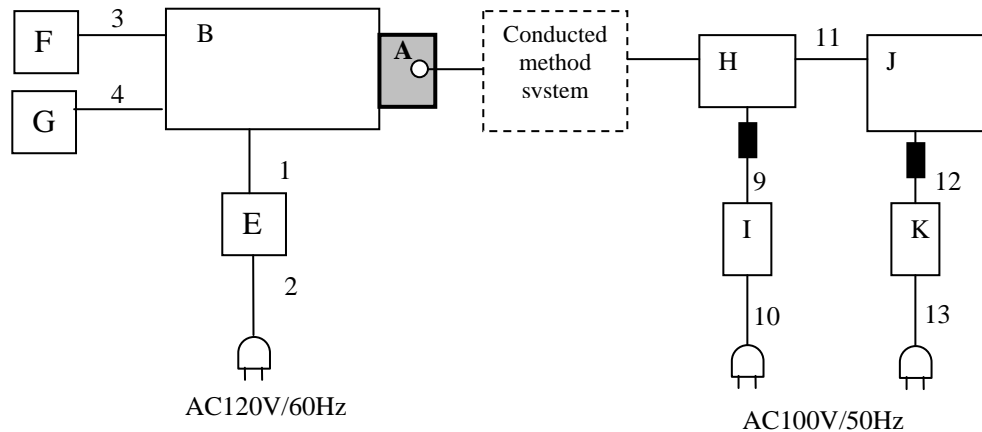 3
F
B
A
Conducted
method
svstem
H
11
J
4
G
1
9
12
E
I
K
2
10
13
AC120V/60Hz
AC100V/50Hz